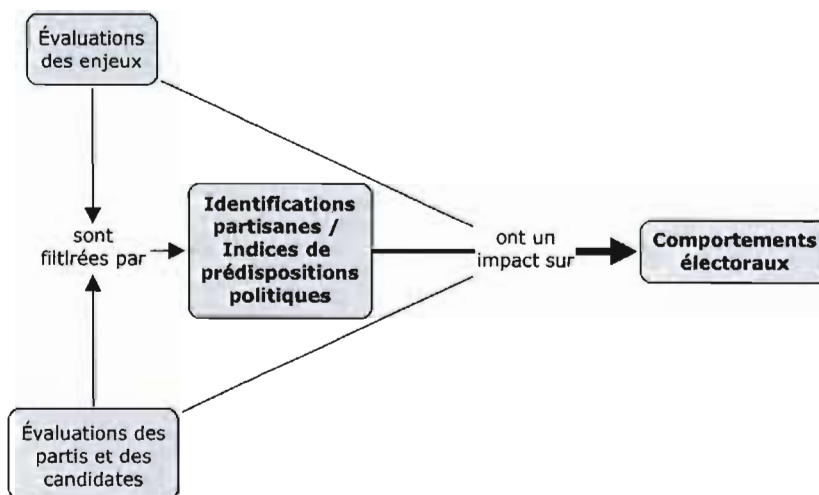 Évaluations
des enjeux
sont
filtlrées par
Identifications
partisanes /
Indices de
prédispositions
politiques
ont un
impact sur
Comportements
électoraux
Évaluations des
partis et des
candidates